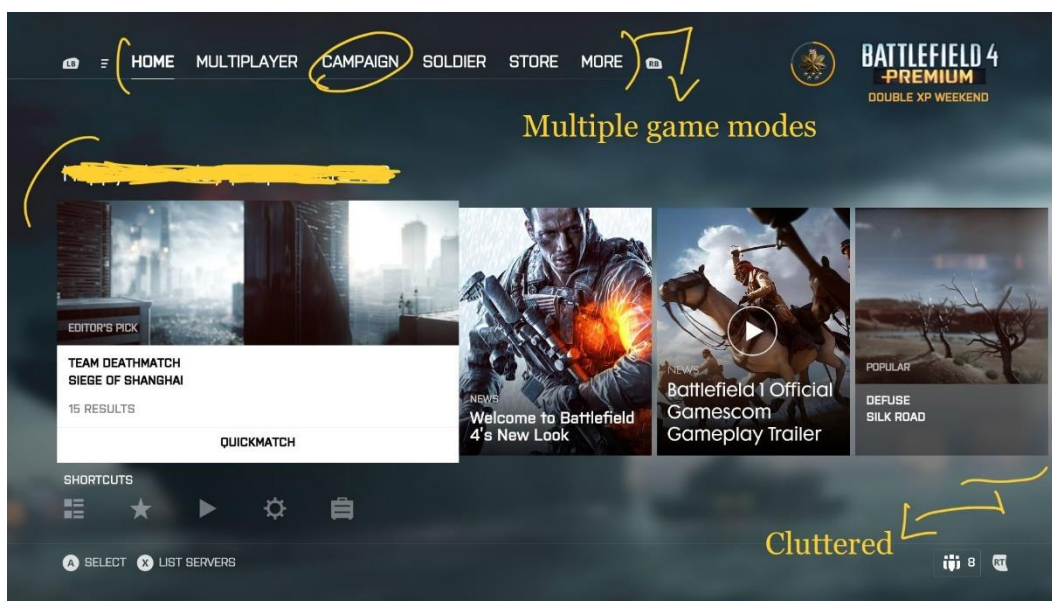 LB HOME MULTIPLAYER CAMPAIGN SOLDIER STORE MORE RB
BATTLEFIELD 4
PREMIUM
DOUBLE XP WEEKEND
Multiple game modes
EDITOR'S PICK
TEAM DEATHMATCH
SIEGE OF SHANGHAI
15 RESULTS
QUICKMATCH
NEWS
Welcome to Battlefield
4's New Look
NEWS
Battlefield 1 Official
Gamescom
Gameplay Trailer
POPULAR
DEFUSE
SILK ROAD
SHORTCUTS
Cluttered
A SELECT X LIST SERVERS
8 RT